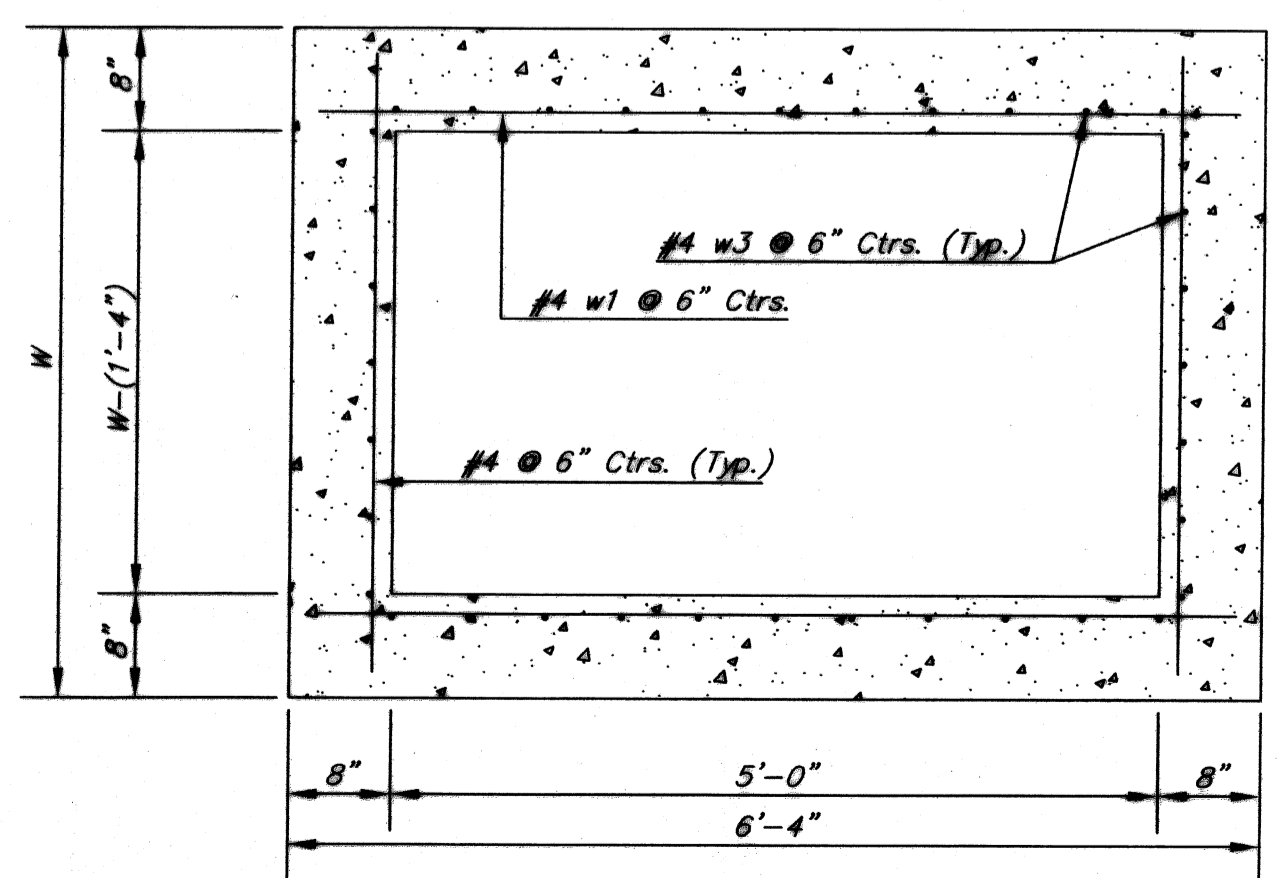 8"
W
W-(1'-4")
8"
#4 w3 @ 6" Ctrs. (Typ.)
#4 w1 @ 6" Ctrs.
#4 @ 6" Ctrs. (Typ.)
8"
5'-0"
8"
6'-4"